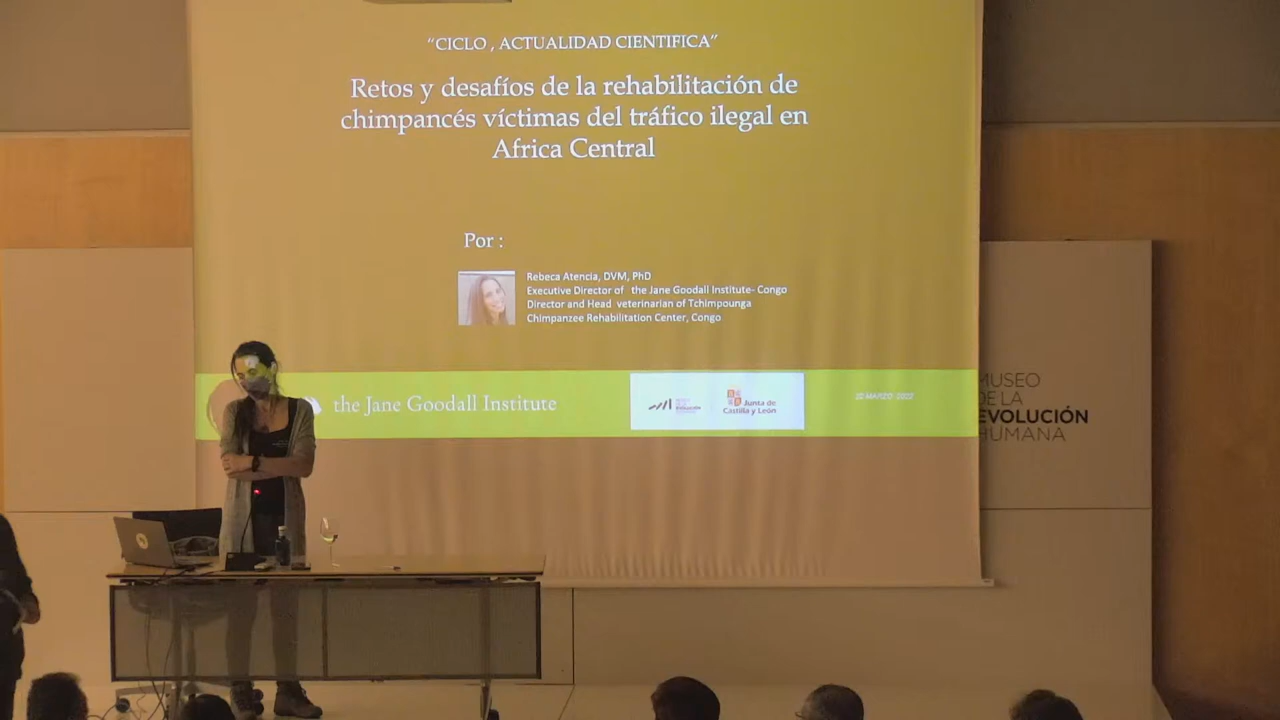 “CICLO , ACTUALIDAD CIENTIFICA”
Retos y desafíos de la rehabilitación de
chimpancés víctimas del tráfico ilegal en
Africa Central
Por :
Rebeca Atencia, DVM, PhD
Executive Director of the Jane Goodall Institute- Congo
Director and Head veterinarian of Tchimpounga
Chimpanzee Rehabilitation Center, Congo
the Jane Goodall Institute
Junta de
Castilla y León
MARZO
MUSEO
DE LA
EVOLUCIÓN
HUMANA